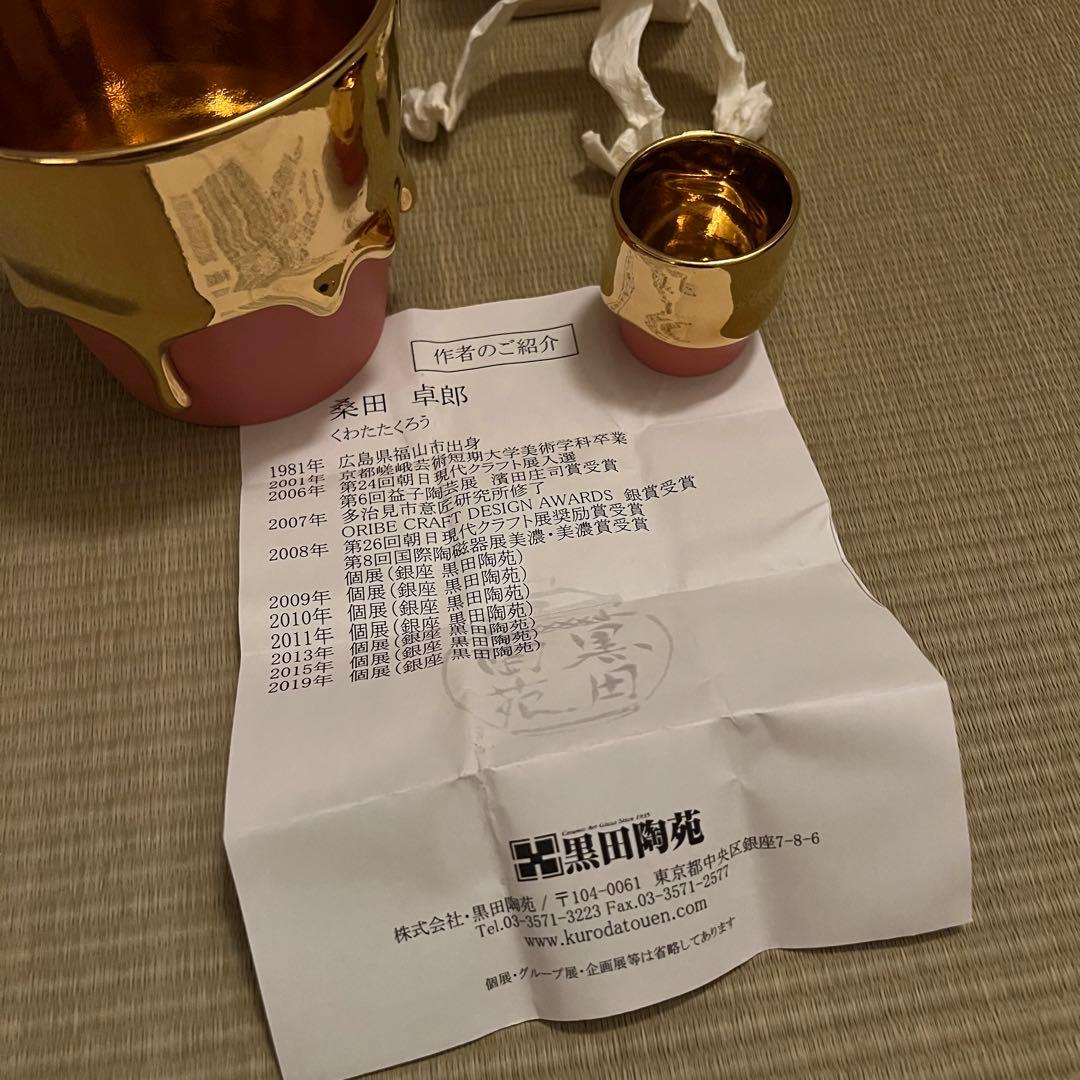 作者のご紹介
桑田 卓郎
くわたたくろう
1981年 広島県福山市出身
2001年 京都嵯峨芸術短期大学美術学科卒業
2006年 第24回朝日現代クラフト展入選
第6回益子陶芸展 濱田庄司賞受賞
2007年 多治見市意匠研究所修了
ORIBE CRAFT DESIGN AWARDS 銀賞受賞
2008年 第26回朝日現代クラフト展奨励賞受賞
第8回国際陶磁器展美濃・美濃賞受賞
個展(銀座 黒田陶苑)
2009年 個展(銀座 黒田陶苑)
2010年 個展(銀座 黒田陶苑)
2011年 個展(銀座 黒田陶苑)
2013年 個展(銀座 黒田陶苑)
2015年 個展(銀座 黒田陶苑)
2019年 個展(銀座 黒田陶苑)
黒田陶苑
Ceramic Art Ginza Since 1935
黒田陶苑
株式会社・黒田陶苑 / 〒104-0061 東京都中央区銀座7-8-6
Tel.03-3571-3223 Fax.03-3571-2577
www.kurodatouen.com
個展・グループ展・企画展等は省略してあります